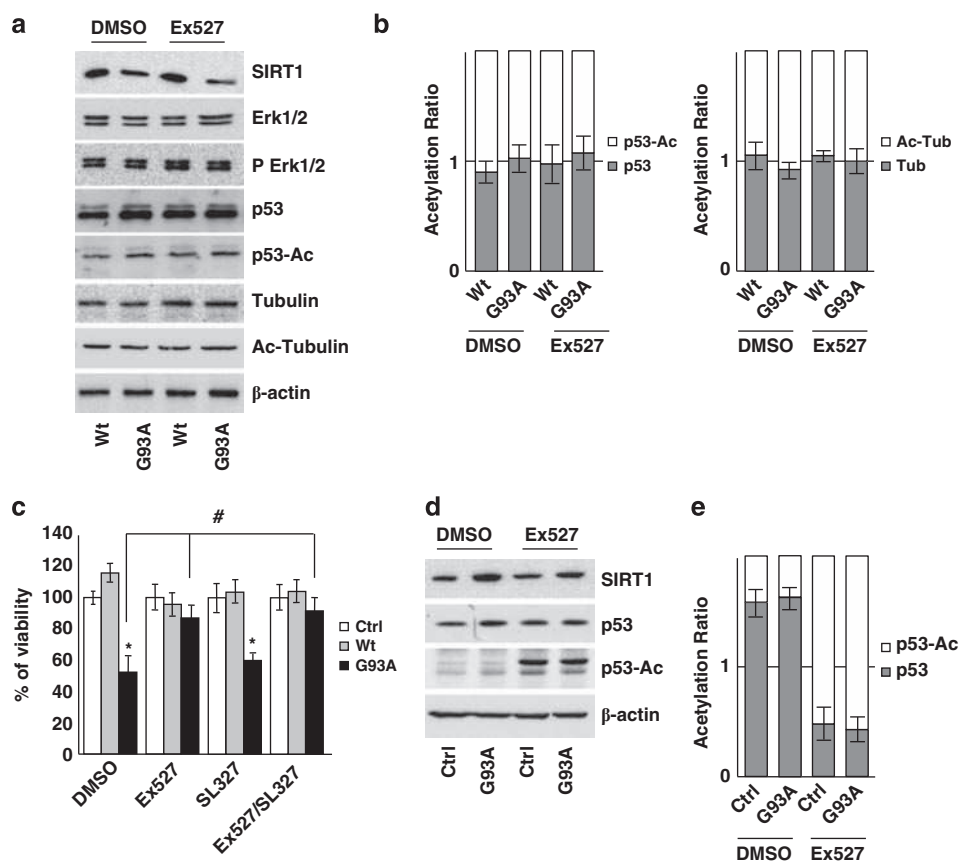 a
DMSO Ex527
SIRT1
Erk1/2
P Erk1/2
p53
p53-Ac
Tubulin
Ac-Tubulin
β-actin
Wt G93A Wt G93A
b
Acetylation Ratio
1
0
p53-Ac
p53
Wt G93A Wt G93A
DMSO Ex527
Acetylation Ratio
1
0
Ac-Tub
Tub
Wt G93A Wt G93A
DMSO Ex527
c
% of viability
140
120
100
80
60
40
20
0
#
*
*
Ctrl
Wt
G93A
DMSO Ex527 SL327 Ex527/SL327
d
DMSO Ex527
SIRT1
p53
p53-Ac
β-actin
Ctrl G93A Ctrl G93A
e
Acetylation Ratio
1
0
p53-Ac
p53
Ctrl G93A Ctrl G93A
DMSO Ex527